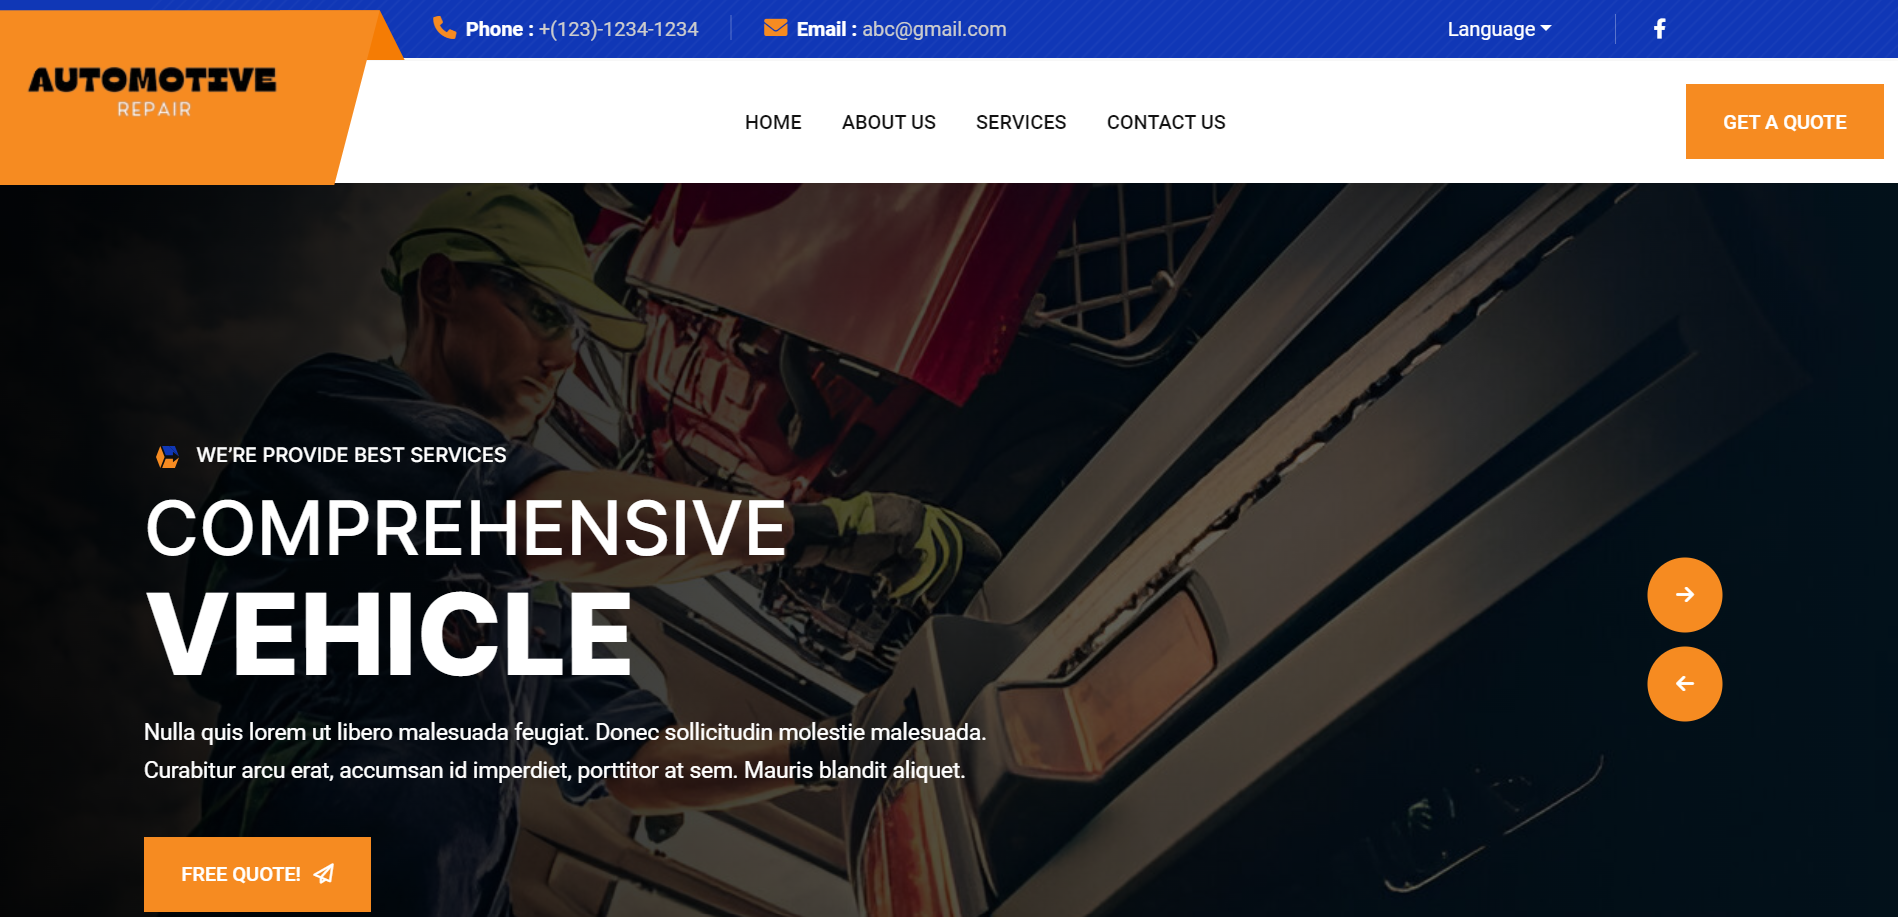 Phone : +(123)-1234-1234
Email : abc@gmail.com
Language
AUTOMOTIVE
REPAIR
HOME
ABOUT US
SERVICES
CONTACT US
GET A QUOTE
WE’RE PROVIDE BEST SERVICES
COMPREHENSIVE
VEHICLE
Nulla quis lorem ut libero malesuada feugiat. Donec sollicitudin molestie malesuada.
Curabitur arcu erat, accumsan id imperdiet, porttitor at sem. Mauris blandit aliquet.
FREE QUOTE!